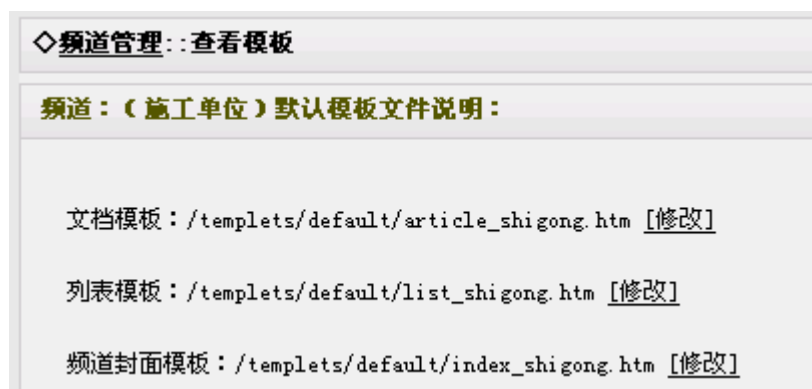 ◇频道管理::查看模板
频道：（施工单位）默认模板文件说明：
文档模板：/templets/default/article_shigong.htm [修改]
列表模板：/templets/default/list_shigong.htm [修改]
频道封面模板：/templets/default/index_shigong.htm [修改]